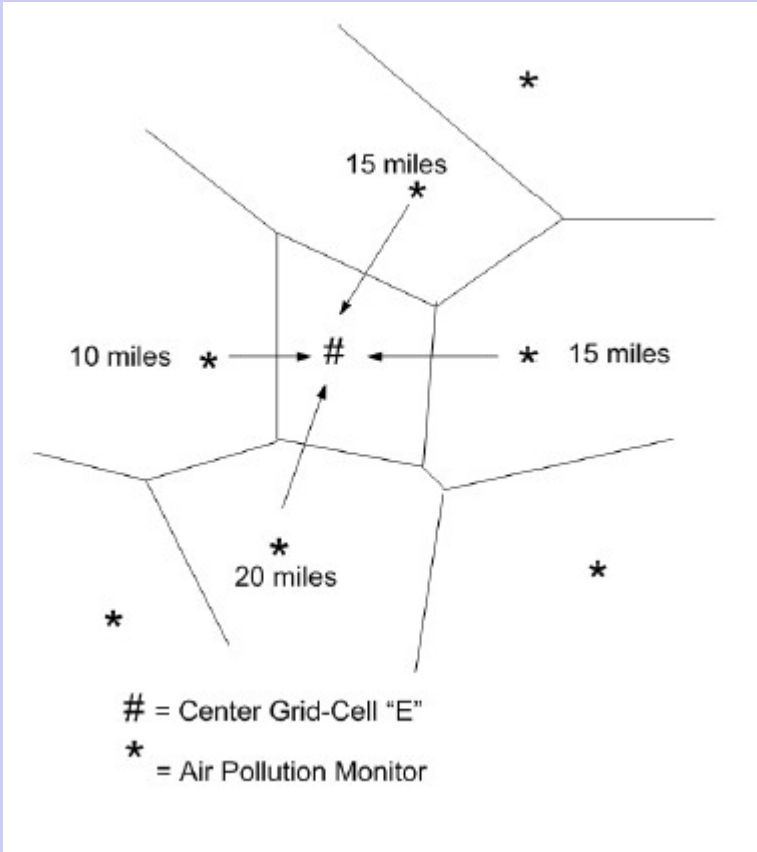 15 miles
10 miles
#
15 miles
20 miles
# = Center Grid-Cell “E”
* = Air Pollution Monitor